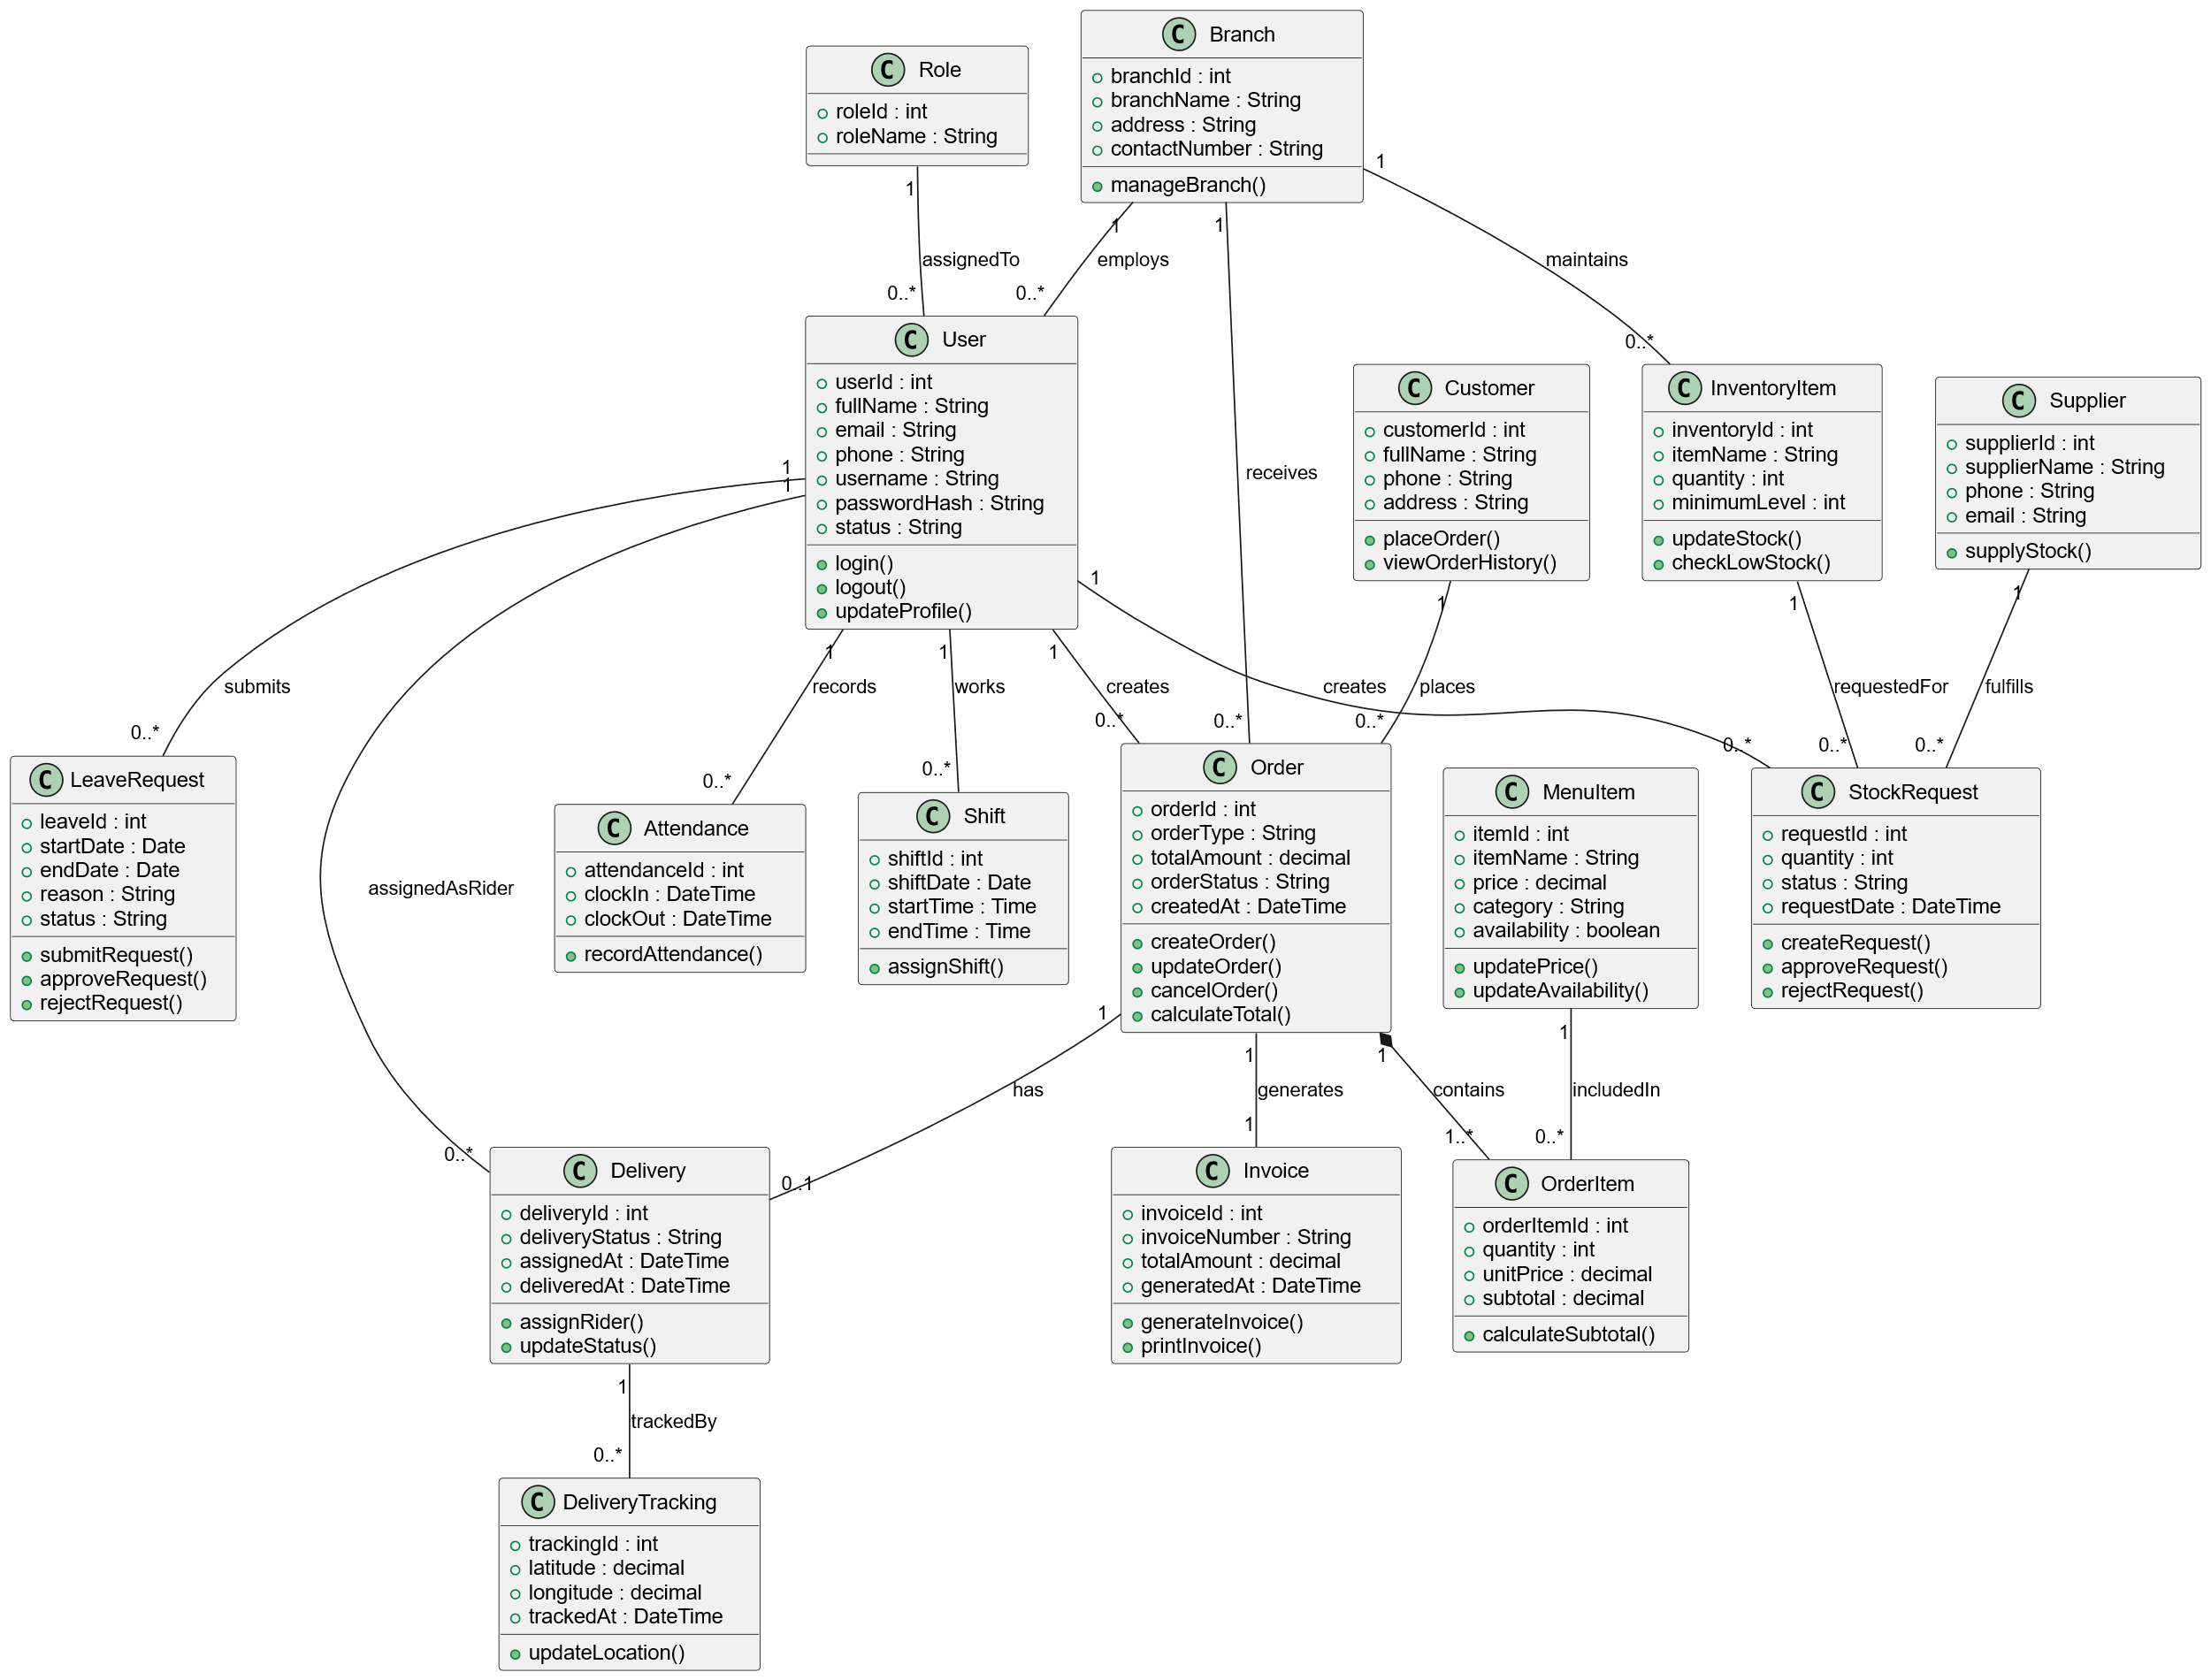 C Branch
+ branchId : int
+ branchName : String
+ address : String
+ contactNumber : String
manageBranch()
C Role
roleId : int
roleName : String
1
1
1
1
assignedTo
employs
maintains
0..*
0..*
0..*
C User
userId : int
fullName : String
email : String
phone : String
username : String
passwordHash : String
status : String
login()
logout()
updateProfile()
receives
C Customer
customerId : int
fullName : String
phone : String
address : String
placeOrder()
viewOrderHistory()
C InventoryItem
inventoryId : int
itemName : String
quantity : int
minimumLevel : int
updateStock()
checkLowStock()
C Supplier
supplierId : int
supplierName : String
phone : String
email : String
supplyStock()
1
1
1
1
1
1
1
1
1
submits
records
works
creates
creates
places
requestedFor
fulfills
0..*
0..*
0..*
0..*
0..*
0..*
0..*
0..*
0..*
C LeaveRequest
leaveId : int
startDate : Date
endDate : Date
reason : String
status : String
submitRequest()
approveRequest()
rejectRequest()
assignedAsRider
C Attendance
attendanceId : int
clockIn : DateTime
clockOut : DateTime
recordAttendance()
C Shift
shiftId : int
shiftDate : Date
startTime : Time
endTime : Time
assignShift()
C Order
orderId : int
orderType : String
totalAmount : decimal
orderStatus : String
createdAt : DateTime
createOrder()
updateOrder()
cancelOrder()
calculateTotal()
C MenuItem
itemId : int
itemName : String
price : decimal
category : String
availability : boolean
updatePrice()
updateAvailability()
C StockRequest
requestId : int
quantity : int
status : String
requestDate : DateTime
createRequest()
approveRequest()
rejectRequest()
1
1
1
1
has
generates
contains
includedIn
0..*
0..1
1
1..*
0..*
C Delivery
deliveryId : int
deliveryStatus : String
assignedAt : DateTime
deliveredAt : DateTime
assignRider()
updateStatus()
C Invoice
invoiceId : int
invoiceNumber : String
totalAmount : decimal
generatedAt : DateTime
generateInvoice()
printInvoice()
C OrderItem
orderItemId : int
quantity : int
unitPrice : decimal
subtotal : decimal
calculateSubtotal()
1
trackedBy
0..*
C DeliveryTracking
trackingId : int
latitude : decimal
longitude : decimal
trackedAt : DateTime
updateLocation()